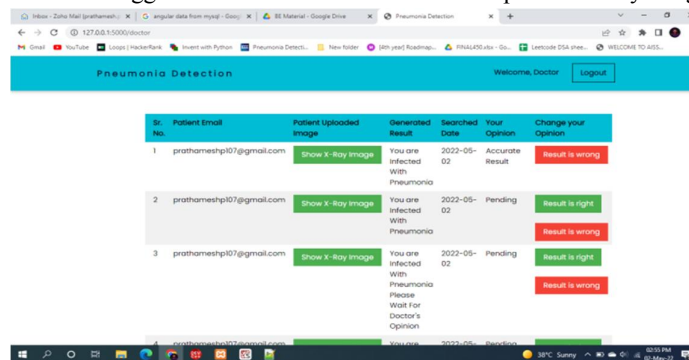 Inbox - Zoho Mail (prathamesh.p
angular data from mysql - Goog
BE Material - Google Drive
Pneumonia Detection
127.0.0.1:5000/doctor
Gmail YouTube Loops | HackerRank Invent with Python Pneumonia Detecti... New folder (4th year) Roadmap... FINAL450.xlsx - Go... Leetcode DSA shee... WELCOME TO AISS...
Pneumonia Detection
Welcome, Doctor
Logout
Sr. No. Patient Email Patient Uploaded Image Generated Result Searched Date Your Opinion Change your Opinion
1 prathameshp107@gmail.com Show X-Ray Image You are Infected With Pneumonia 2022-05-02 Accurate Result Result is wrong
2 prathameshp107@gmail.com Show X-Ray Image You are Infected With Pneumonia 2022-05-02 Pending Result is right Result is wrong
3 prathameshp107@gmail.com Show X-Ray Image You are Infected With Pneumonia Please Wait For Doctor's Opinion 2022-05-02 Pending Result is right Result is wrong
4 prathameshp107@gmail.com You are 2022-05- Pending
38°C Sunny
02:55 PM
02-May-22